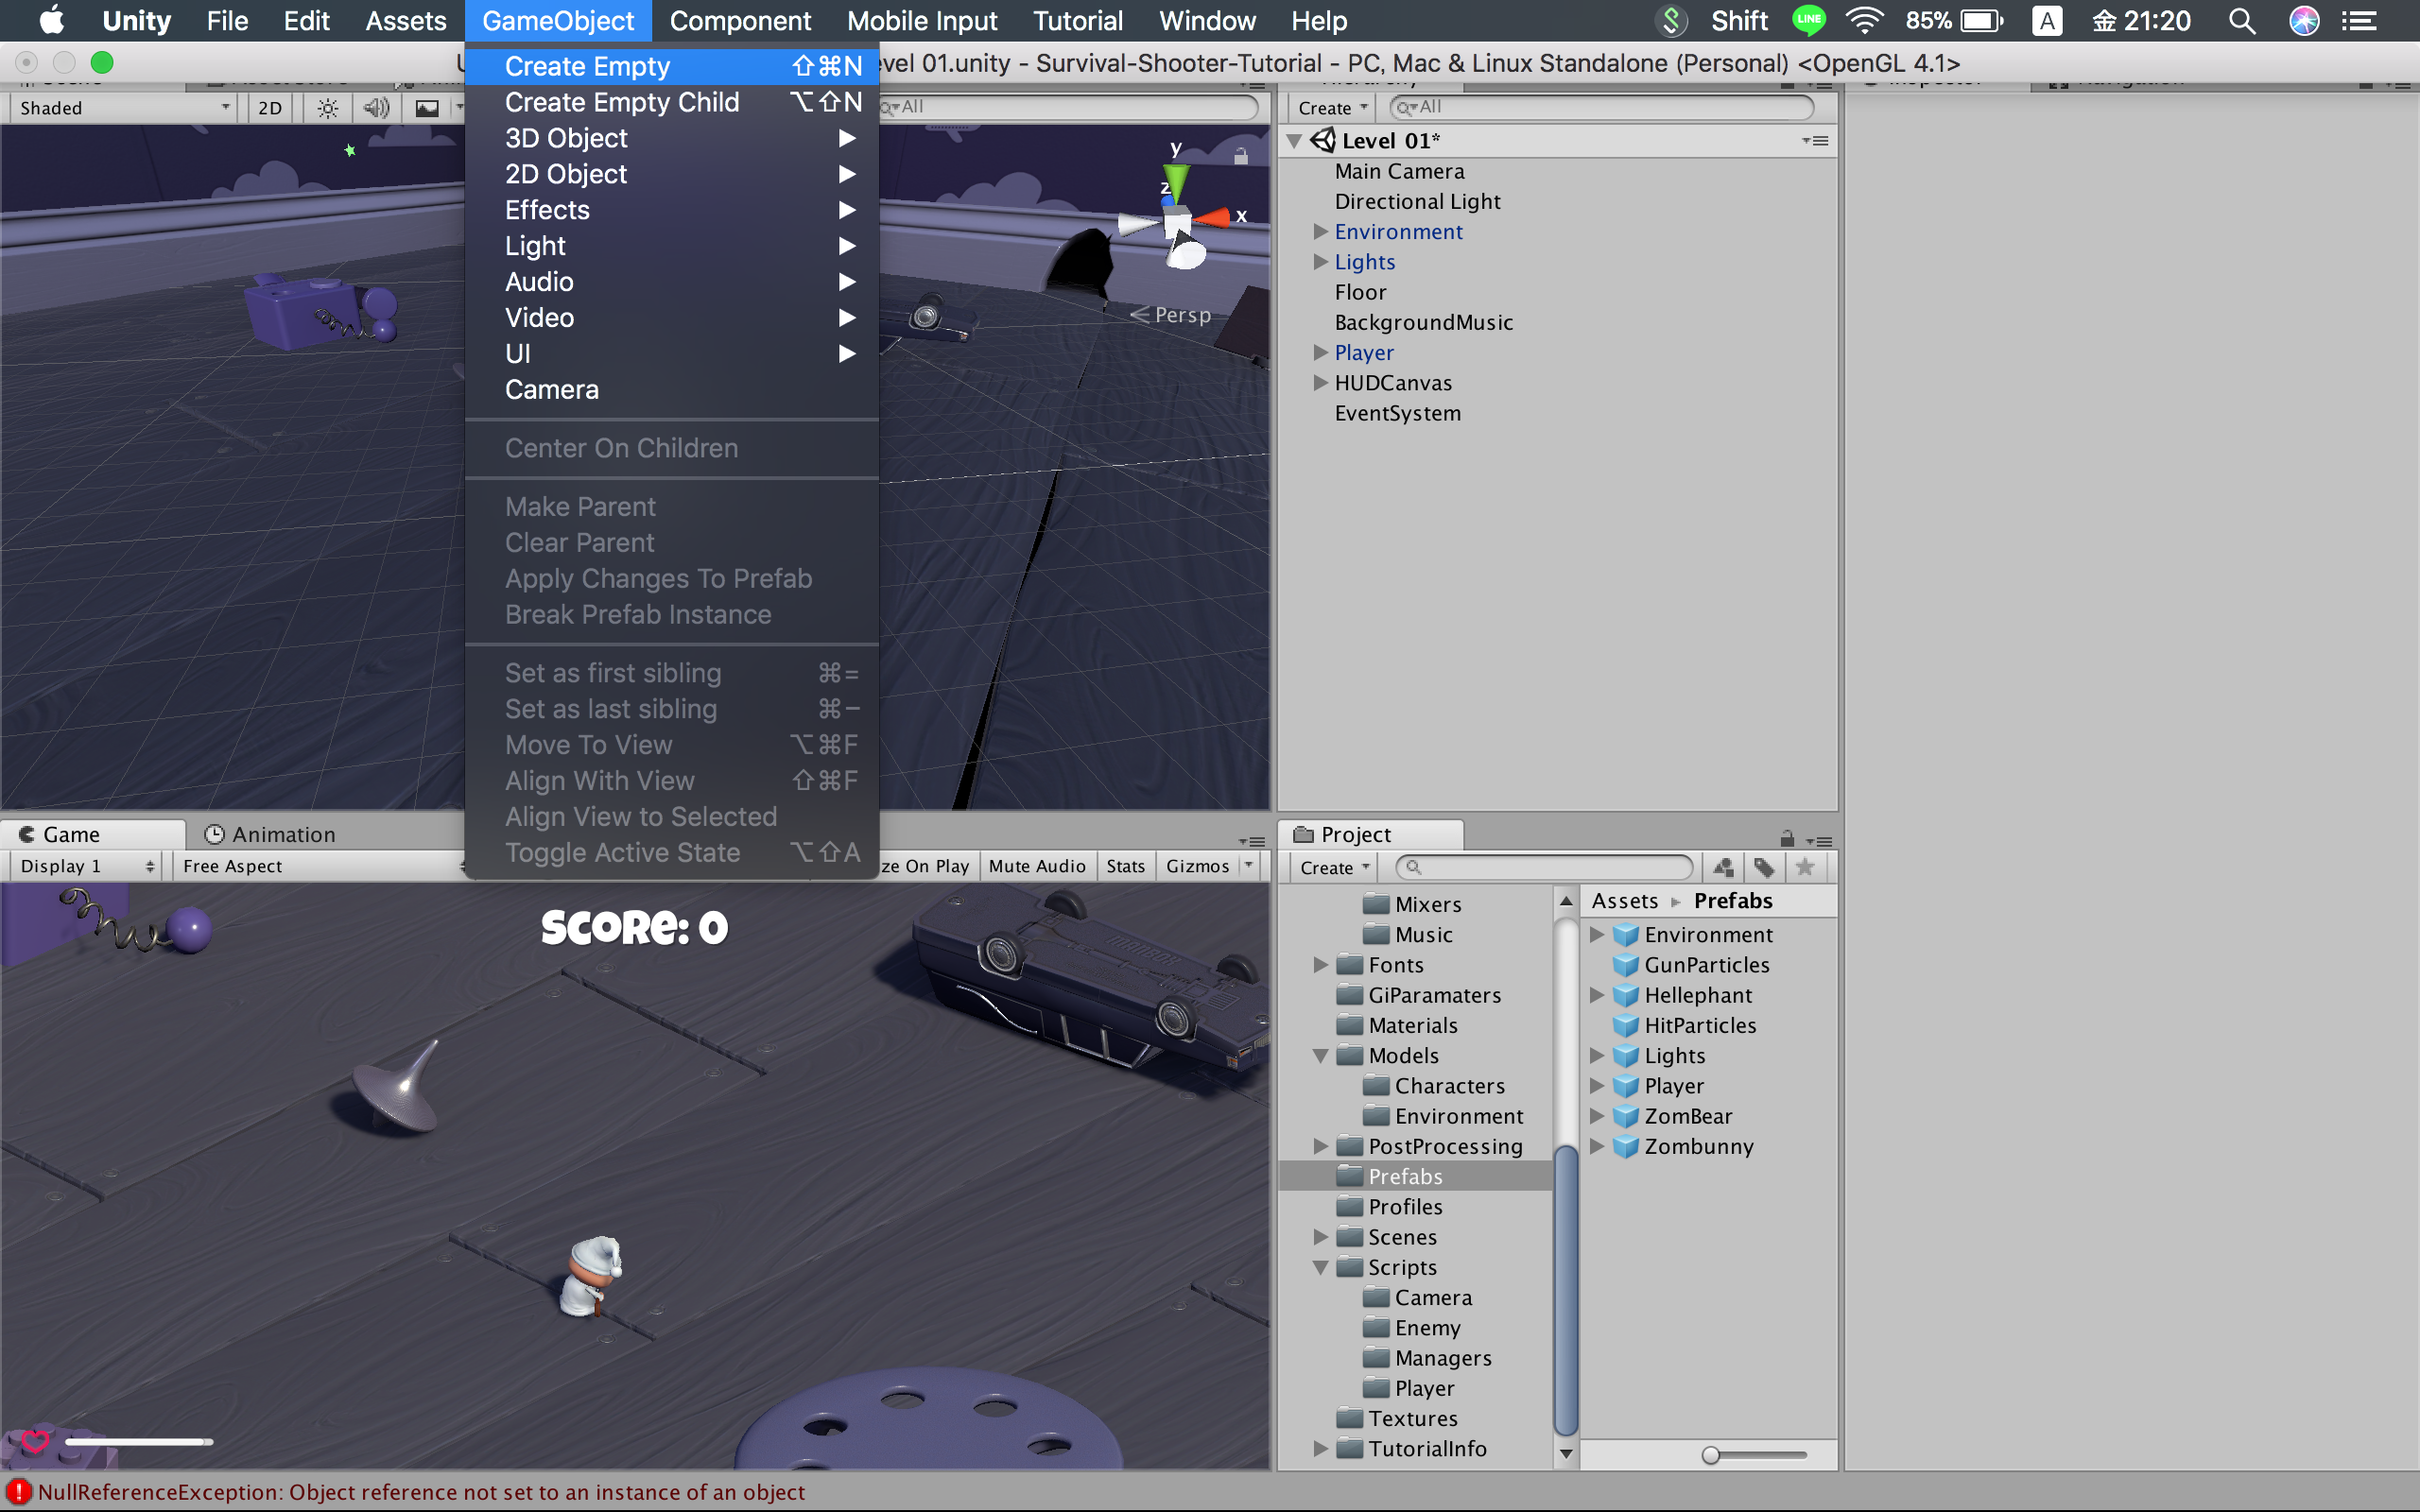 Unity File Edit Assets GameObject Component Mobile Input Tutorial Window Help Shift LINE 85% A 金 21:20
evel 01.unity - Survival-Shooter-Tutorial - PC, Mac & Linux Standalone (Personal) <OpenGL 4.1>
Create Empty ⇧⌘N
Create Empty Child ⌥⇧N
3D Object
2D Object
Effects
Light
Audio
Video
UI
Camera
Center On Children
Make Parent
Clear Parent
Apply Changes To Prefab
Break Prefab Instance
Set as first sibling ⌘=
Set as last sibling ⌘-
Move To View ⌥⌘F
Align With View ⇧⌘F
Align View to Selected
Toggle Active State ⌥⇧A
Shaded 2D All
y
z
x
Persp
Create All
Level 01*
Main Camera
Directional Light
Environment
Lights
Floor
BackgroundMusic
Player
HUDCanvas
EventSystem
Game Animation
Display 1 Free Aspect ze On Play Mute Audio Stats Gizmos
SCORE: 0
Project
Create
Mixers
Music
Fonts
GiParamaters
Materials
Models
Characters
Environment
PostProcessing
Prefabs
Profiles
Scenes
Scripts
Camera
Enemy
Managers
Player
Textures
TutorialInfo
Assets Prefabs
Environment
GunParticles
Hellephant
HitParticles
Lights
Player
ZomBear
Zombunny
NullReferenceException: Object reference not set to an instance of an object